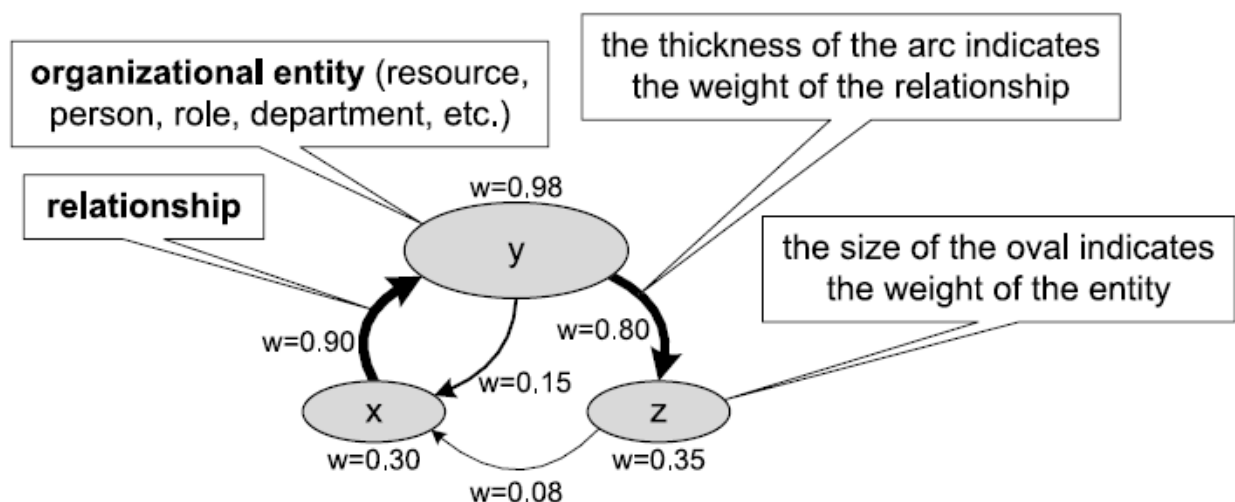 organizational entity (resource,
person, role, department, etc.)
the thickness of the arc indicates
the weight of the relationship
relationship
w=0.98
y
the size of the oval indicates
the weight of the entity
w=0.90
w=0.80
w=0.15
x
z
w=0.30
w=0.35
w=0.08